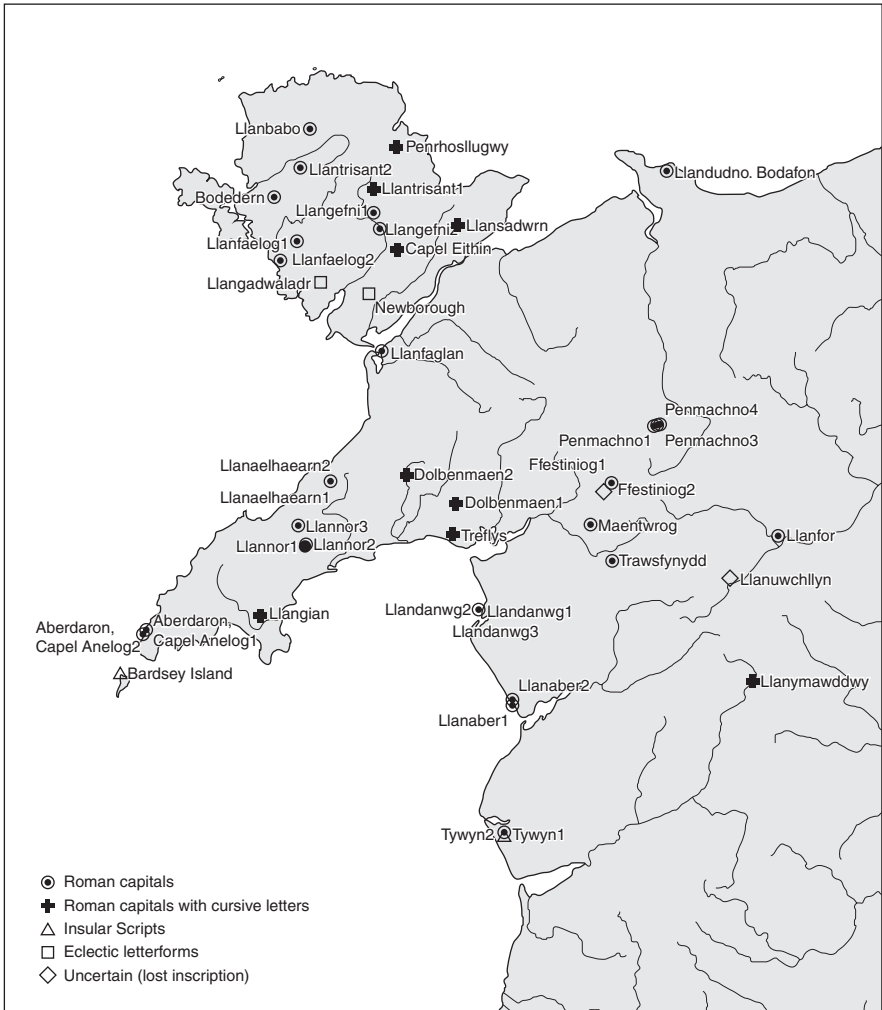 Llanbabo
Penrhosllugwy
Llantrisant2
Llandudno. Bodafon
Llantrisant1
Bodedern
Llangefni1
Llansadwrn
Llangefni2
Llanfaelog1
Capel Eithin
Llanfaelog2
Llangadwaladr
Newborough
Llanfaglan
Penmachno4
Penmachno1
Penmachno3
Llanaelhaearn2
Ffestiniog1
Dolbenmaen2
Ffestiniog2
Llanaelhaearn1
Dolbenmaen1
Llannor3
Maentwrog
Treflys
Llanfor
Llannor1
Llannor2
Trawsfynydd
Llanuwchllyn
Llandanwg2
Llandanwg1
Llangian
Aberdaron,
Capel Anelog1
Aberdaron,
Capel Anelog2
Llandanwg3
Bardsey Island
Llanymawddwy
Llanaber2
Llanaber1
Tywyn2
Tywyn1
Roman capitals
Roman capitals with cursive letters
Insular Scripts
Eclectic letterforms
Uncertain (lost inscription)